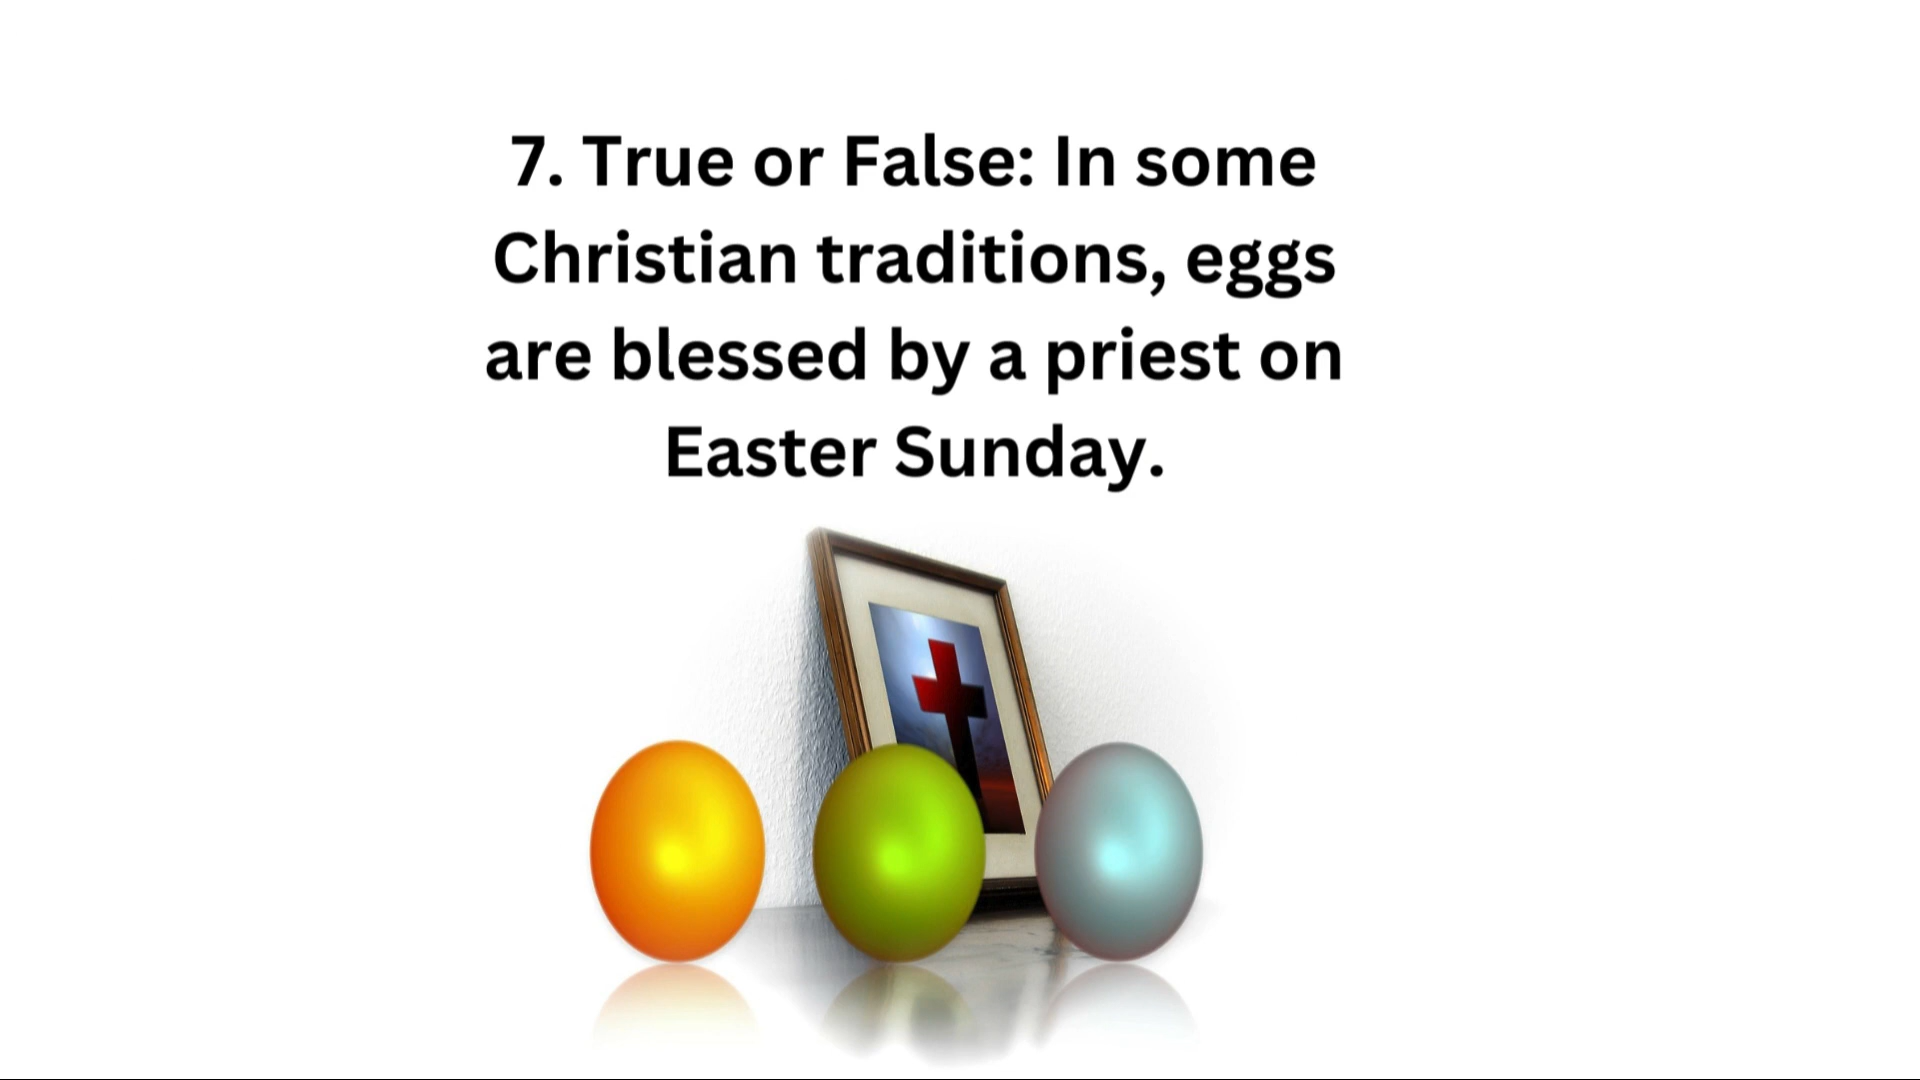 7. True or False: In some
Christian traditions, eggs
are blessed by a priest on
Easter Sunday.